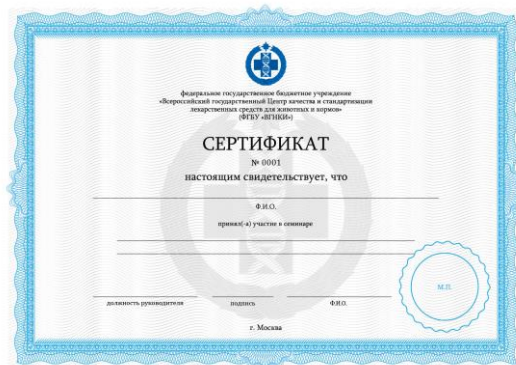 федеральное государственное бюджетное учреждение
«Всероссийский государственный Центр качества и стандартизации
лекарственных средств для животных и кормов»
(ФГБУ «ВГНКИ»)
СЕРТИФИКАТ
№ 0001
настоящим свидетельствует, что
Ф.И.О.
принял(-а) участие в семинаре
М.П.
должность руководителя подпись Ф.И.О.
г. Москва